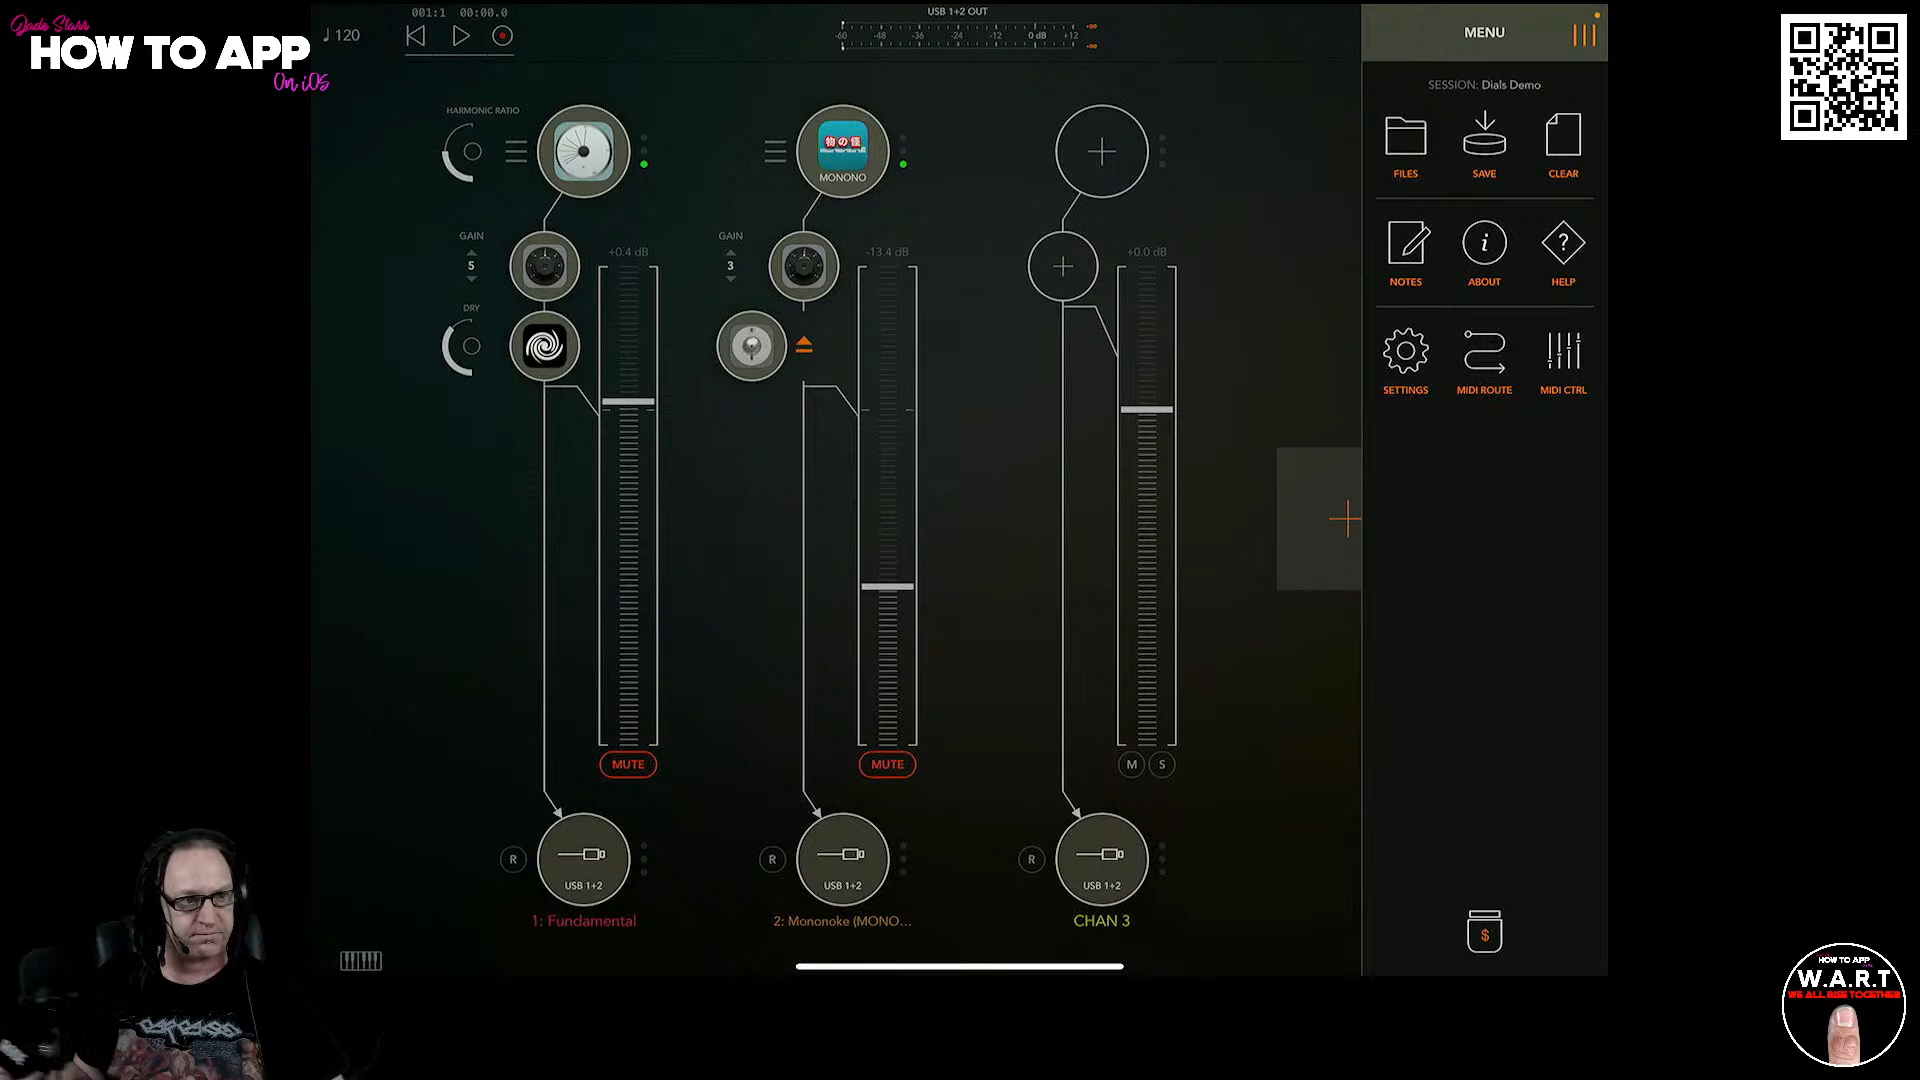 Jade Starr
HOW TO APP
On iOS
120
001:1 00:00.0
USB 1+2 OUT
-60 -48 -36 -24 -12 0 dB +12
-∞
-∞
MENU
SESSION: Dials Demo
FILES SAVE CLEAR
NOTES ABOUT HELP
SETTINGS MIDI ROUTE MIDI CTRL
$
HARMONIC RATIO
GAIN
5
DRY
+0.4 dB
MUTE
R
USB 1+2
1: Fundamental
物の怪
MONONO
GAIN
3
-13.4 dB
MUTE
R
USB 1+2
2: Mononoke (MONO...
+0.0 dB
M S
R
USB 1+2
CHAN 3
HOW TO APP
W.A.R.T
WE ALL RISE TOGETHER